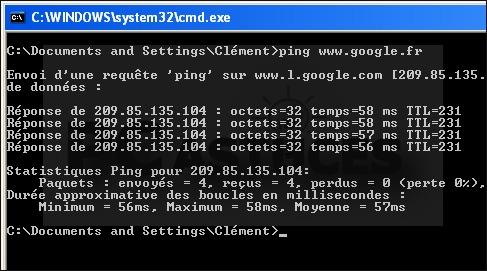 C:\WINDOWS\system32\cmd.exe
C:\Documents and Settings\Clément>ping www.google.fr
Envoi d'une requête 'ping' sur www.l.google.com [209.85.135.
de données :
Réponse de 209.85.135.104 : octets=32 temps=58 ms TTL=231
Réponse de 209.85.135.104 : octets=32 temps=58 ms TTL=231
Réponse de 209.85.135.104 : octets=32 temps=57 ms TTL=231
Réponse de 209.85.135.104 : octets=32 temps=56 ms TTL=231
Statistiques Ping pour 209.85.135.104:
Paquets : envoyés = 4, reçus = 4, perdus = 0 (perte 0%),
Durée approximative des boucles en millisecondes :
Minimum = 56ms, Maximum = 58ms, Moyenne = 57ms
C:\Documents and Settings\Clément>_